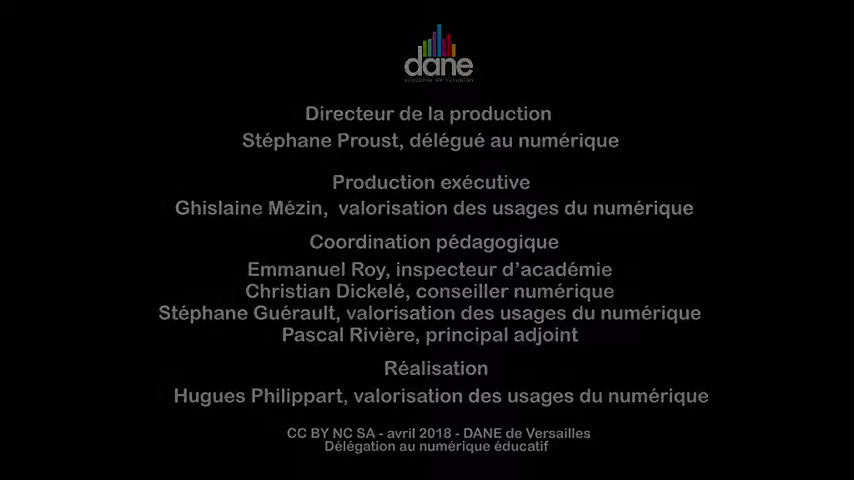 dane
académie de Versailles
Directeur de la production
Stéphane Proust, délégué au numérique
Production exécutive
Ghislaine Mézin, valorisation des usages du numérique
Coordination pédagogique
Emmanuel Roy, inspecteur d'académie
Christian Dickelé, conseiller numérique
Stéphane Guérault, valorisation des usages du numérique
Pascal Rivière, principal adjoint
Réalisation
Hugues Philippart, valorisation des usages du numérique
CC BY NC SA - avril 2018 - DANE de Versailles
Délégation au numérique éducatif